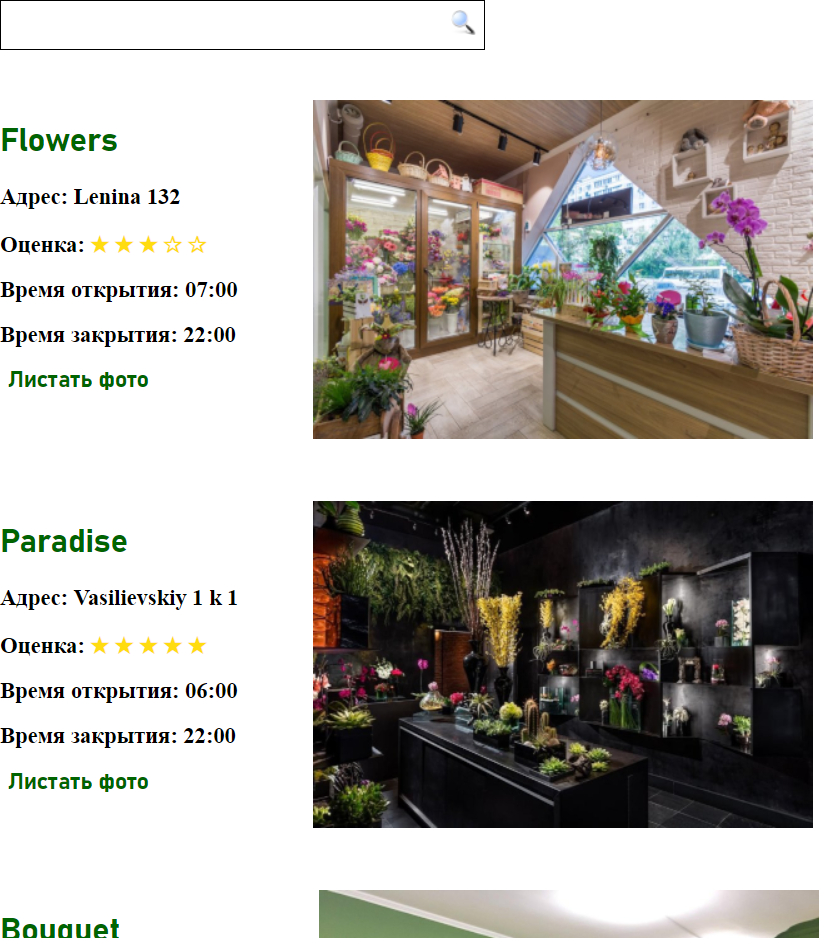 Flowers
Адрес: Lenina 132
Оценка: ★ ★ ★ ☆ ☆
Время открытия: 07:00
Время закрытия: 22:00
Листать фото
Paradise
Адрес: Vasilievskiy 1 k 1
Оценка: ★ ★ ★ ★ ★
Время открытия: 06:00
Время закрытия: 22:00
Листать фото
Bouquet